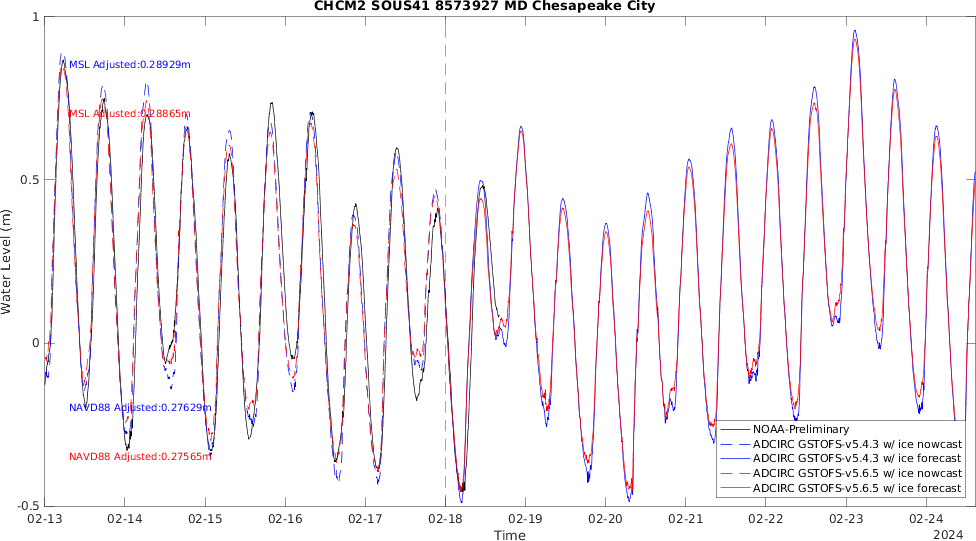 CHCM2 SOUS41 8573927 MD Chesapeake City
1
MSL Adjusted:0.28929m
MSL Adjusted:0.28865m
0.5
Water Level (m)
0
NAVD88 Adjusted:0.27629m
NAVD88 Adjusted:0.27565m
NOAA-Preliminary
ADCIRC GSTOFS-v5.4.3 w/ ice nowcast
ADCIRC GSTOFS-v5.4.3 w/ ice forecast
ADCIRC GSTOFS-v5.6.5 w/ ice nowcast
ADCIRC GSTOFS-v5.6.5 w/ ice forecast
-0.5
02-13 02-14 02-15 02-16 02-17 02-18 02-19 02-20 02-21 02-22 02-23 02-24
Time
2024